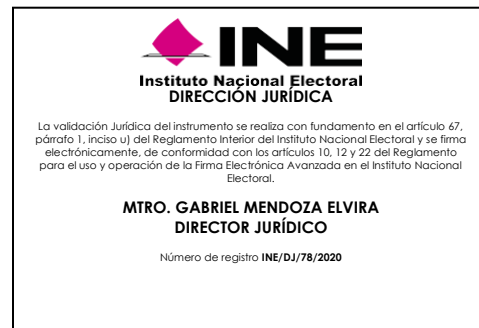 INE
Instituto Nacional Electoral
DIRECCIÓN JURÍDICA
La validación Jurídica del instrumento se realiza con fundamento en el artículo 67,
párrafo 1, inciso u) del Reglamento Interior del Instituto Nacional Electoral y se firma
electrónicamente, de conformidad con los artículos 10, 12 y 22 del Reglamento
para el uso y operación de la Firma Electrónica Avanzada en el Instituto Nacional
Electoral.
MTRO. GABRIEL MENDOZA ELVIRA
DIRECTOR JURÍDICO
Número de registro INE/DJ/78/2020